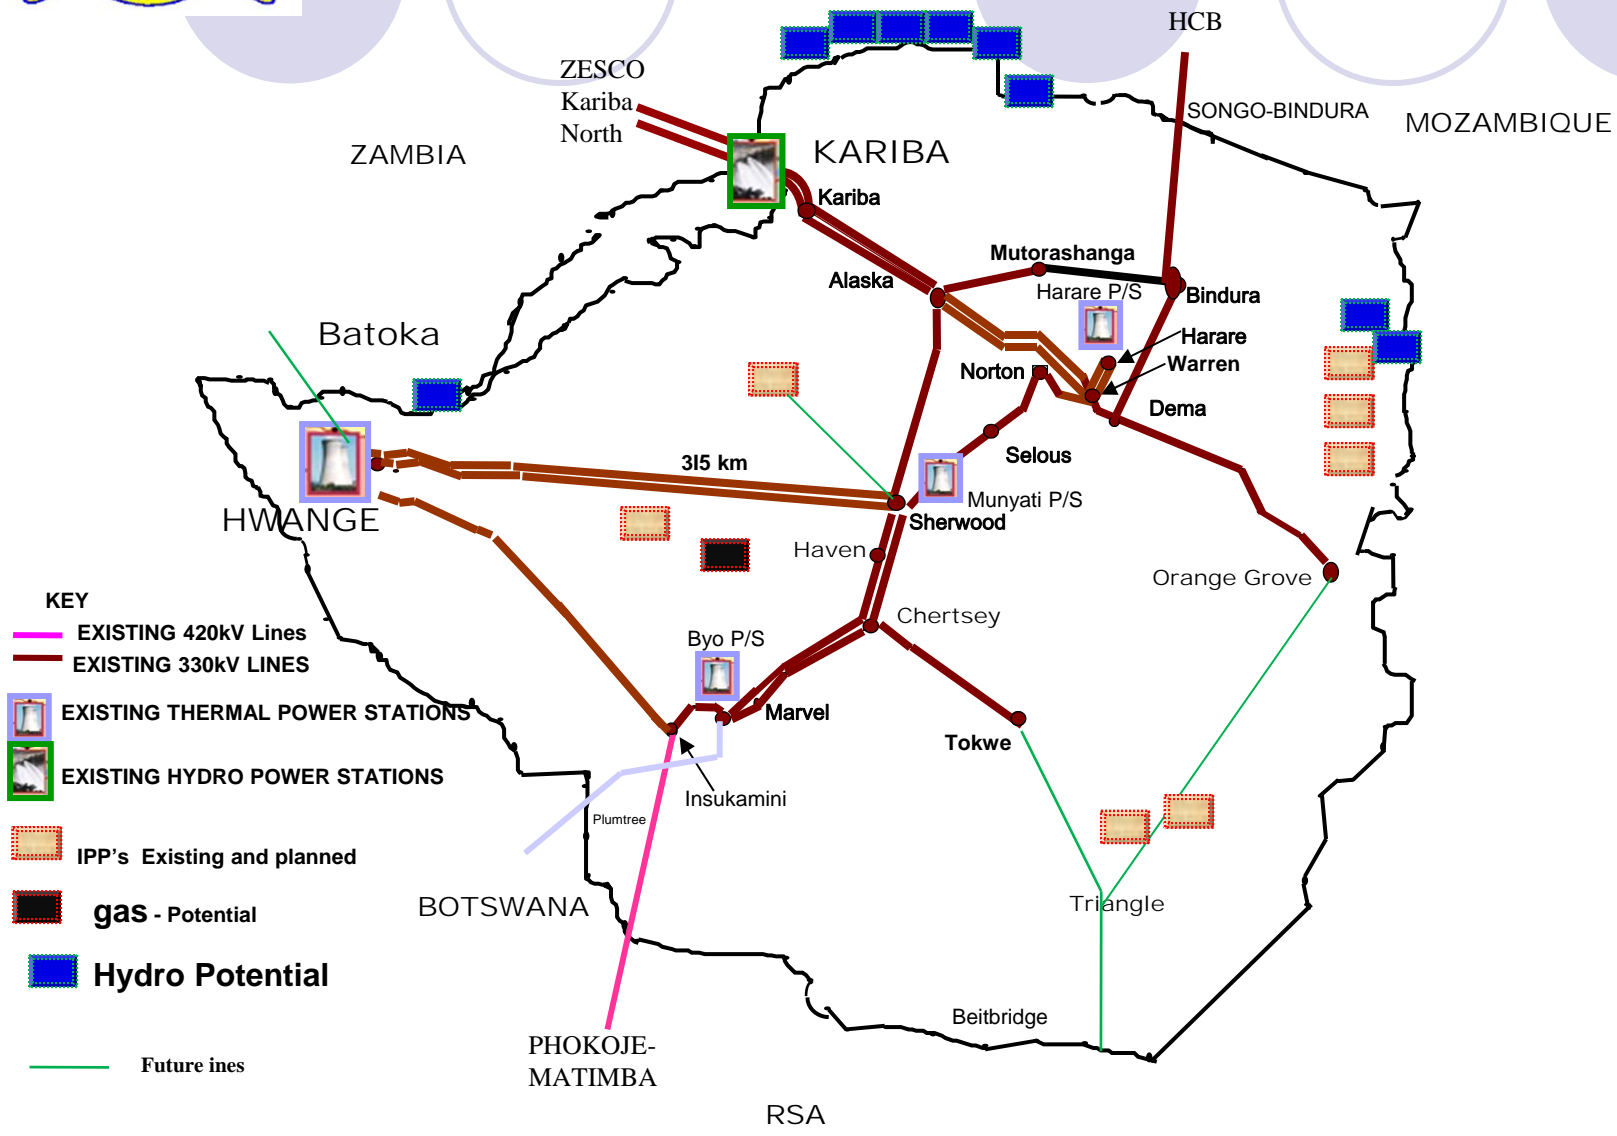 HCB
ZESCO
Kariba
North
SONGO-BINDURA
MOZAMBIQUE
ZAMBIA
KARIBA
Kariba
Mutorashanga
Alaska
Harare P/S
Bindura
Batoka
Harare
Warren
Norton
Dema
3I5 km
Selous
Munyati P/S
HWANGE
Sherwood
Haven
Orange Grove
KEY
EXISTING 420kV Lines
EXISTING 330kV LINES
Chertsey
Byo P/S
EXISTING THERMAL POWER STATIONS
Marvel
Tokwe
EXISTING HYDRO POWER STATIONS
Insukamini
Plumtree
IPP's Existing and planned
BOTSWANA
Triangle
gas - Potential
Hydro Potential
Beitbridge
PHOKOJE-
MATIMBA
Future ines
RSA